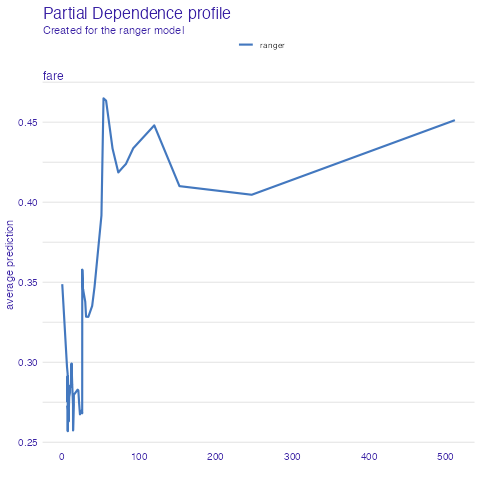 Partial Dependence profile
Created for the ranger model
ranger
fare
average prediction
0.45
0.40
0.35
0.30
0.25
0 100 200 300 400 500